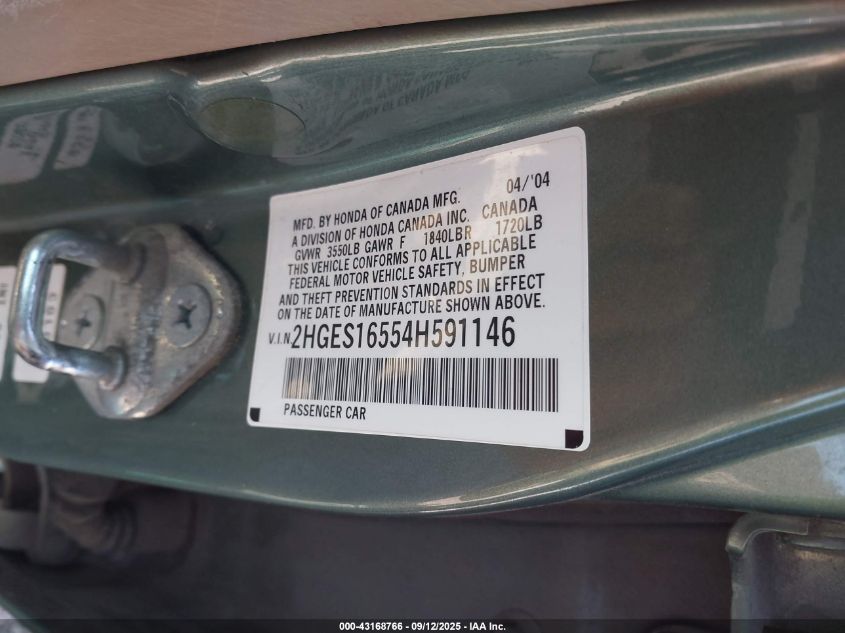 MFD. BY HONDA OF CANADA MFG. 04/'04
A DIVISION OF HONDA CANADA INC. CANADA
GVWR 3550LB GAWR F 1840LBR 1720LB
THIS VEHICLE CONFORMS TO ALL APPLICABLE
FEDERAL MOTOR VEHICLE SAFETY, BUMPER
AND THEFT PREVENTION STANDARDS IN EFFECT
ON THE DATE OF MANUFACTURE SHOWN ABOVE.
V.I.N. 2HGES16554H591146
PASSENGER CAR
000-43168766 - 09/12/2025 - IAA Inc.